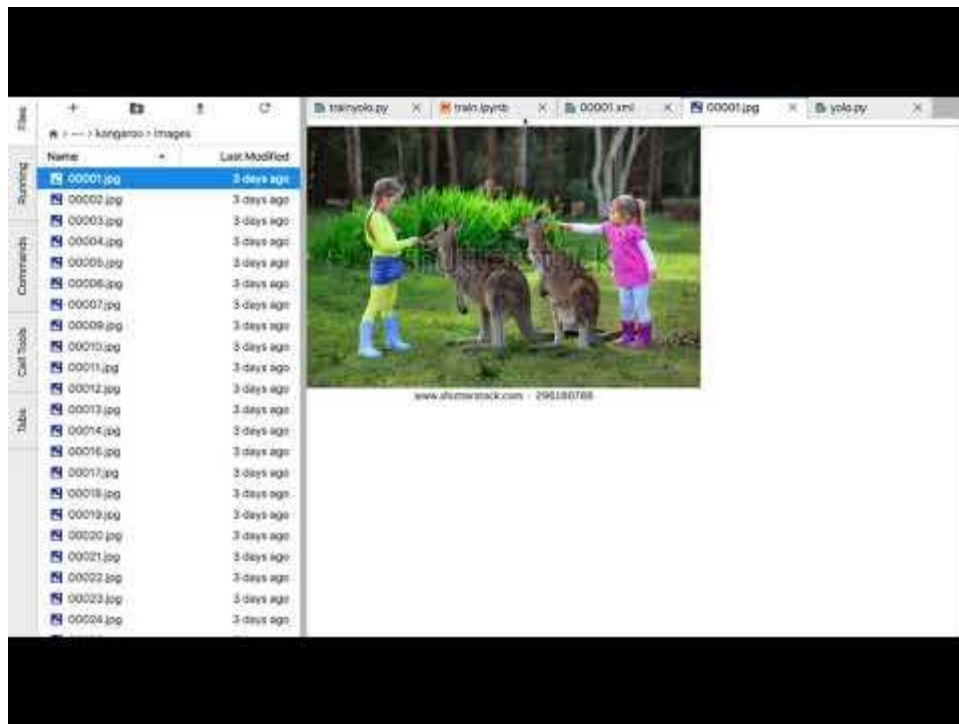 Files
Running
Commands
Cell Tools
Tabs
kangaroo > images
Name
Last Modified
00001.jpg 3 days ago
00002.jpg 3 days ago
00003.jpg 3 days ago
00004.jpg 3 days ago
00005.jpg 3 days ago
00006.jpg 3 days ago
00007.jpg 3 days ago
00009.jpg 3 days ago
00010.jpg 3 days ago
00011.jpg 3 days ago
00012.jpg 3 days ago
00013.jpg 3 days ago
00014.jpg 3 days ago
00016.jpg 3 days ago
00017.jpg 3 days ago
00018.jpg 3 days ago
00019.jpg 3 days ago
00020.jpg 3 days ago
00021.jpg 3 days ago
00022.jpg 3 days ago
00023.jpg 3 days ago
00024.jpg 3 days ago
trainyolo.py
train.ipynb
00001.xml
00001.jpg
yolo.py
shutterstock
www.shutterstock.com · 296180768